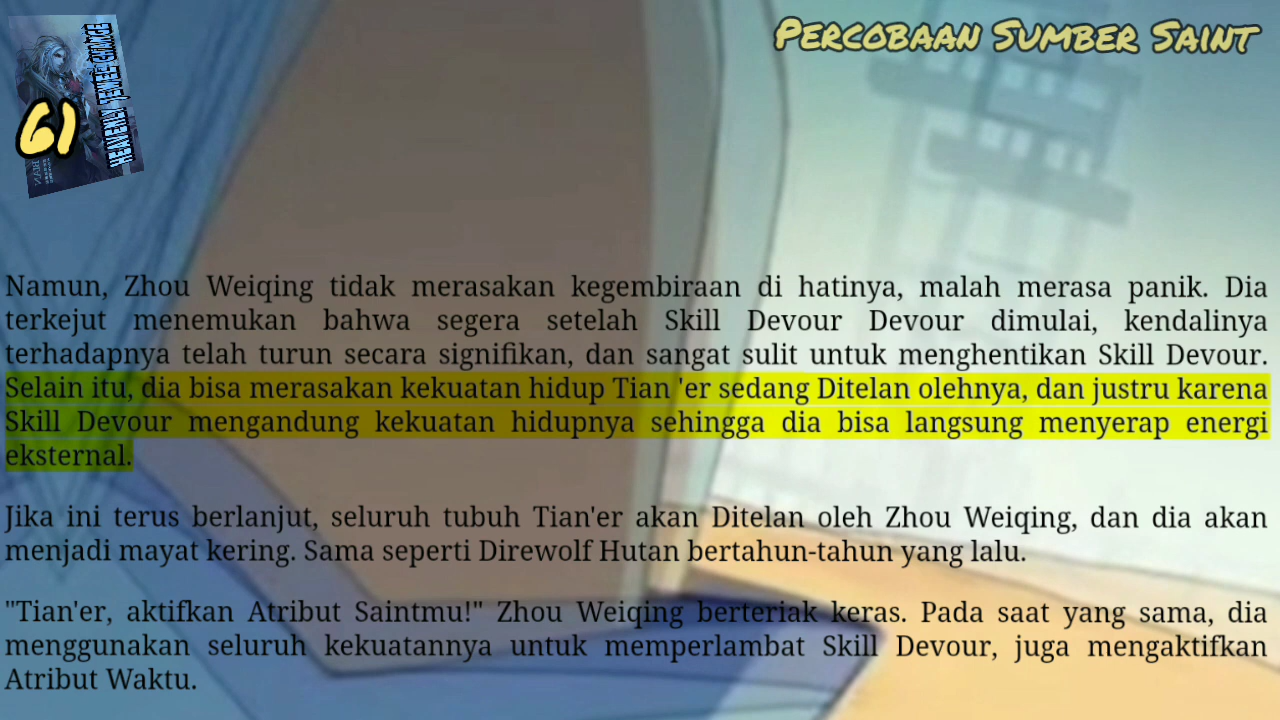 Percobaan Sumber Saint
HEAVENLY JEWEL CHANGE
61
Namun, Zhou Weiqing tidak merasakan kegembiraan di hatinya, malah merasa panik. Dia
terkejut menemukan bahwa segera setelah Skill Devour Devour dimulai, kendalinya
terhadapnya telah turun secara signifikan, dan sangat sulit untuk menghentikan Skill Devour.
Selain itu, dia bisa merasakan kekuatan hidup Tian 'er sedang Ditelan olehnya, dan justru karena
Skill Devour mengandung kekuatan hidupnya sehingga dia bisa langsung menyerap energi
eksternal.
Jika ini terus berlanjut, seluruh tubuh Tian'er akan Ditelan oleh Zhou Weiqing, dan dia akan
menjadi mayat kering. Sama seperti Direwolf Hutan bertahun-tahun yang lalu.
"Tian'er, aktifkan Atribut Saintmu!" Zhou Weiqing berteriak keras. Pada saat yang sama, dia
menggunakan seluruh kekuatannya untuk memperlambat Skill Devour, juga mengaktifkan
Atribut Waktu.